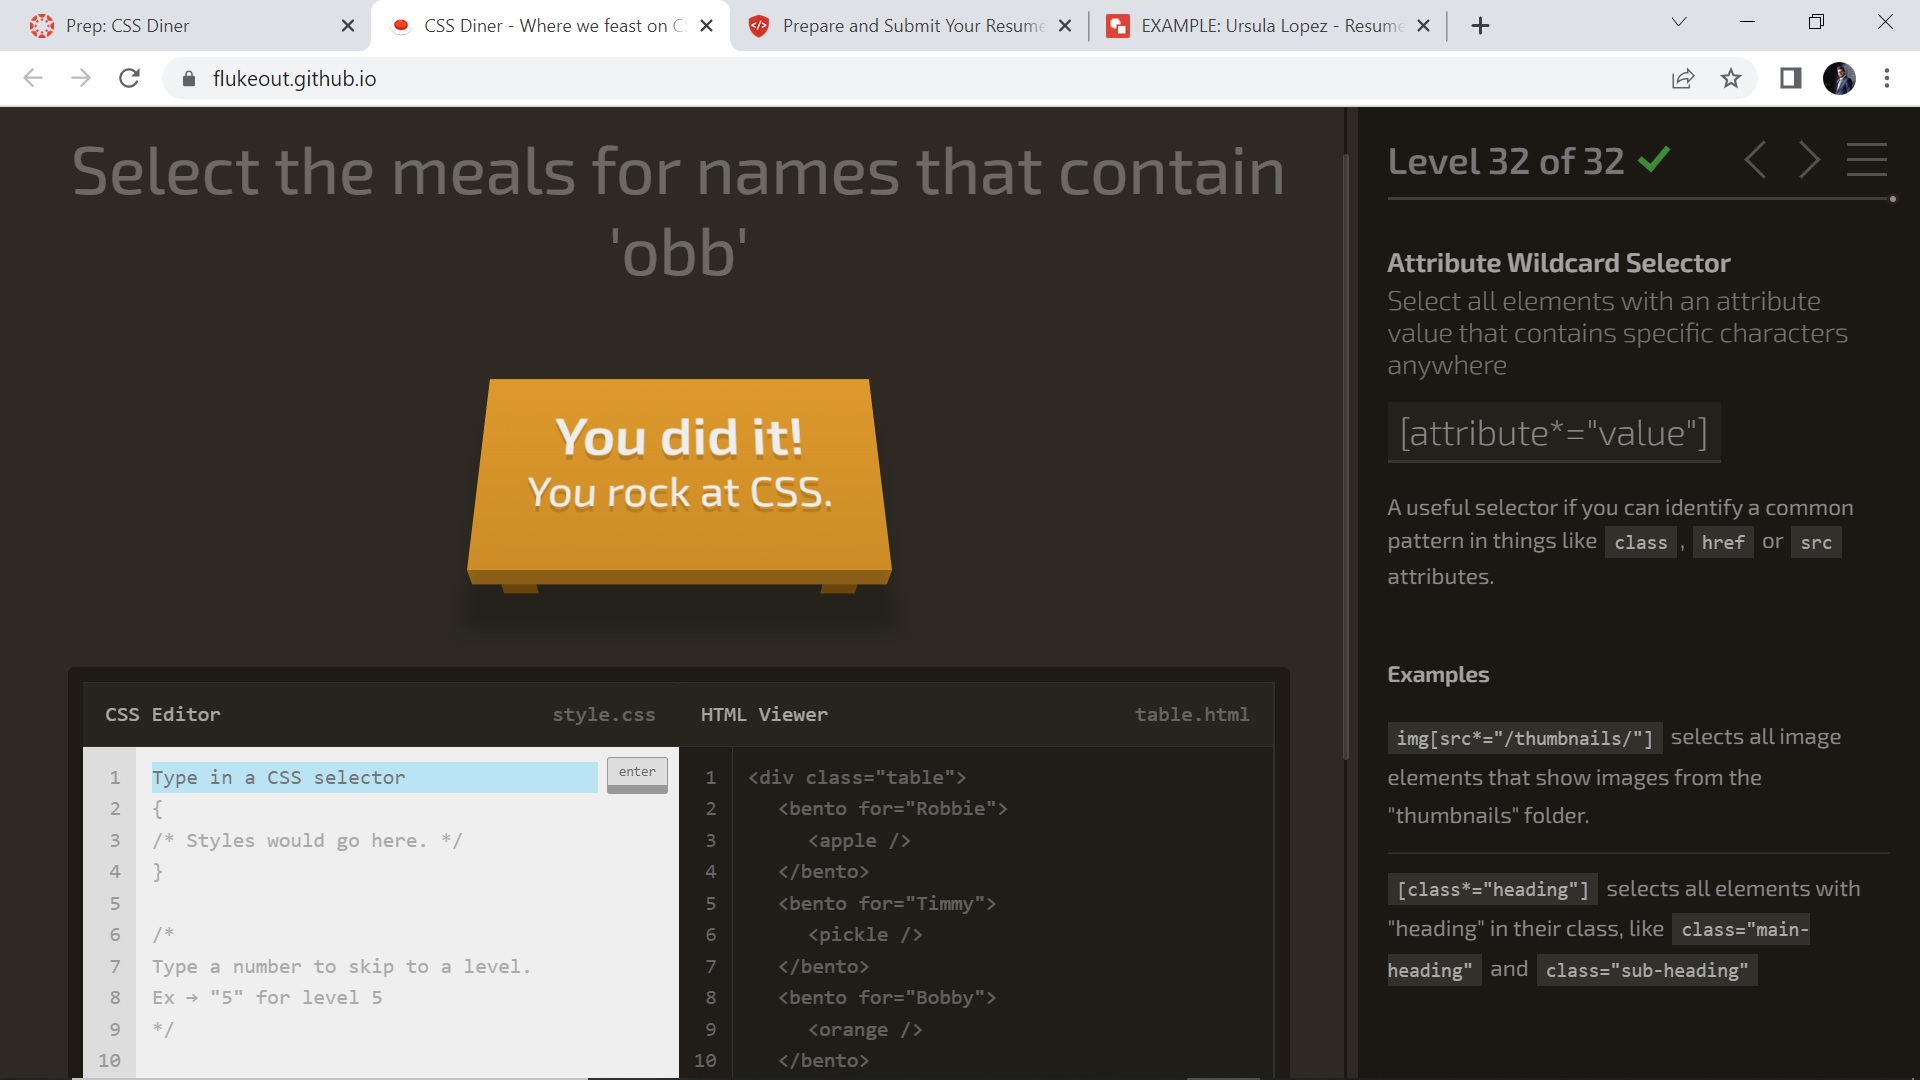 Prep: CSS Diner
CSS Diner - Where we feast on C
Prepare and Submit Your Resume
EXAMPLE: Ursula Lopez - Resume
flukeout.github.io
Select the meals for names that contain
'obb'
You did it!
You rock at CSS.
CSS Editor
style.css
HTML Viewer
table.html
1 Type in a CSS selector
enter
2 {
3 /* Styles would go here. */
4 }
5
6 /*
7 Type a number to skip to a level.
8 Ex → "5" for level 5
9 */
10
1 <div class="table">
2 <bento for="Robbie">
3 <apple />
4 </bento>
5 <bento for="Timmy">
6 <pickle />
7 </bento>
8 <bento for="Bobby">
9 <orange />
10 </bento>
Level 32 of 32
Attribute Wildcard Selector
Select all elements with an attribute
value that contains specific characters
anywhere
[attribute*="value"]
A useful selector if you can identify a common
pattern in things like class , href or src
attributes.
Examples
img[src*="/thumbnails/"] selects all image
elements that show images from the
"thumbnails" folder.
[class*="heading"] selects all elements with
"heading" in their class, like class="main-
heading" and class="sub-heading"